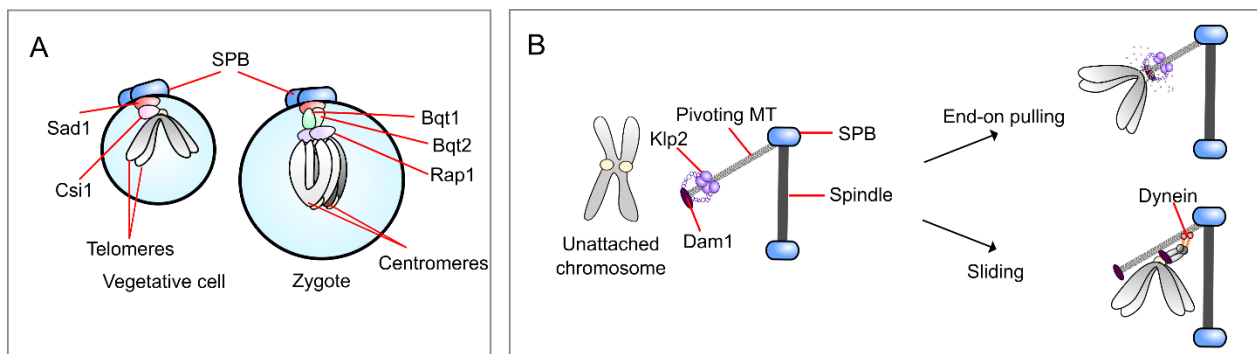 A
SPB
Sad1
Csi1
Telomeres
Vegetative cell
Bqt1
Bqt2
Rap1
Centromeres
Zygote
B
Unattached
chromosome
Klp2
Pivoting MT
SPB
Spindle
Dam1
End-on pulling
Sliding
Dynein